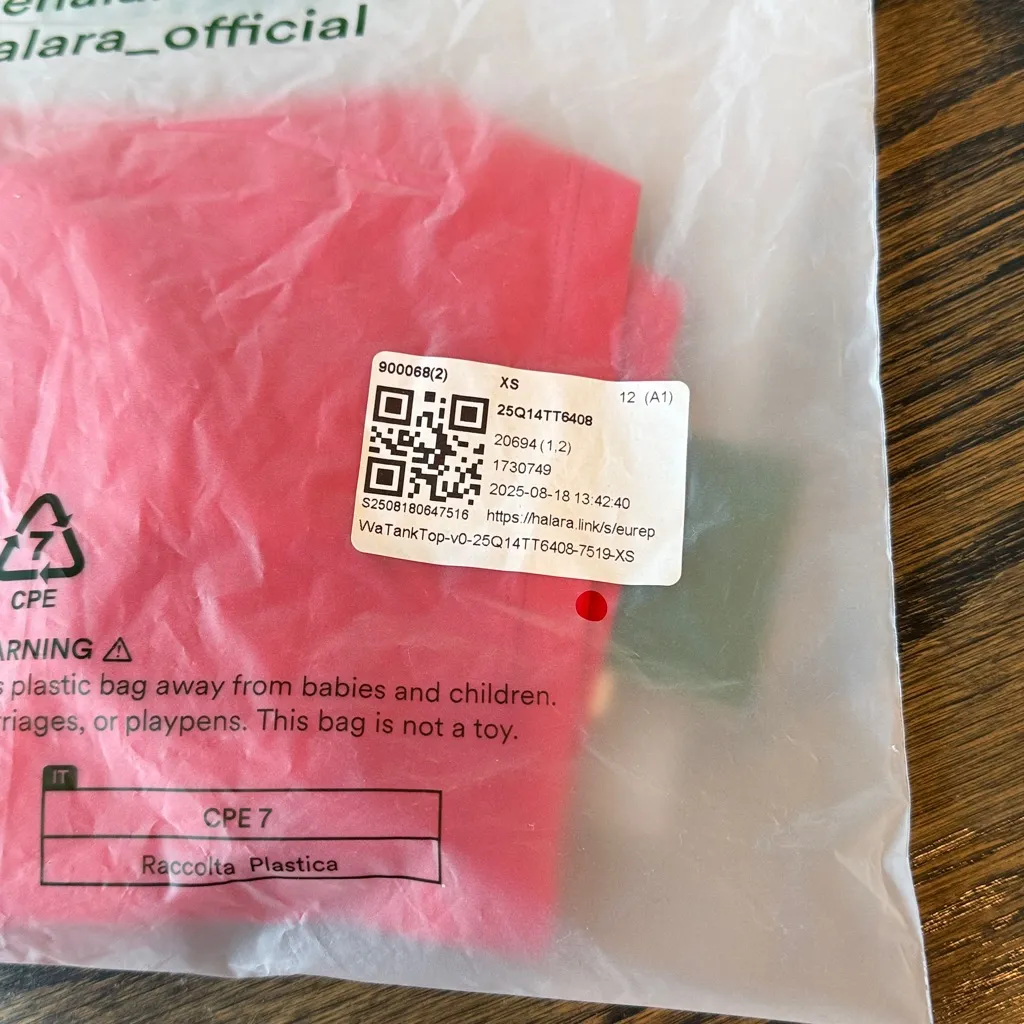 alara_official
900068(2)
XS
12 (A1)
25Q14TT6408
20694(1,2)
1730749
2025-08-18 13:42:40
S2508180647516
https://halara.link/s/eurep
WaTankTop-v0-25Q14TT6408-7519-XS
7
CPE
ARNING
s plastic bag away from babies and children.
rriages, or playpens. This bag is not a toy.
IT
CPE 7
Raccolta Plastica